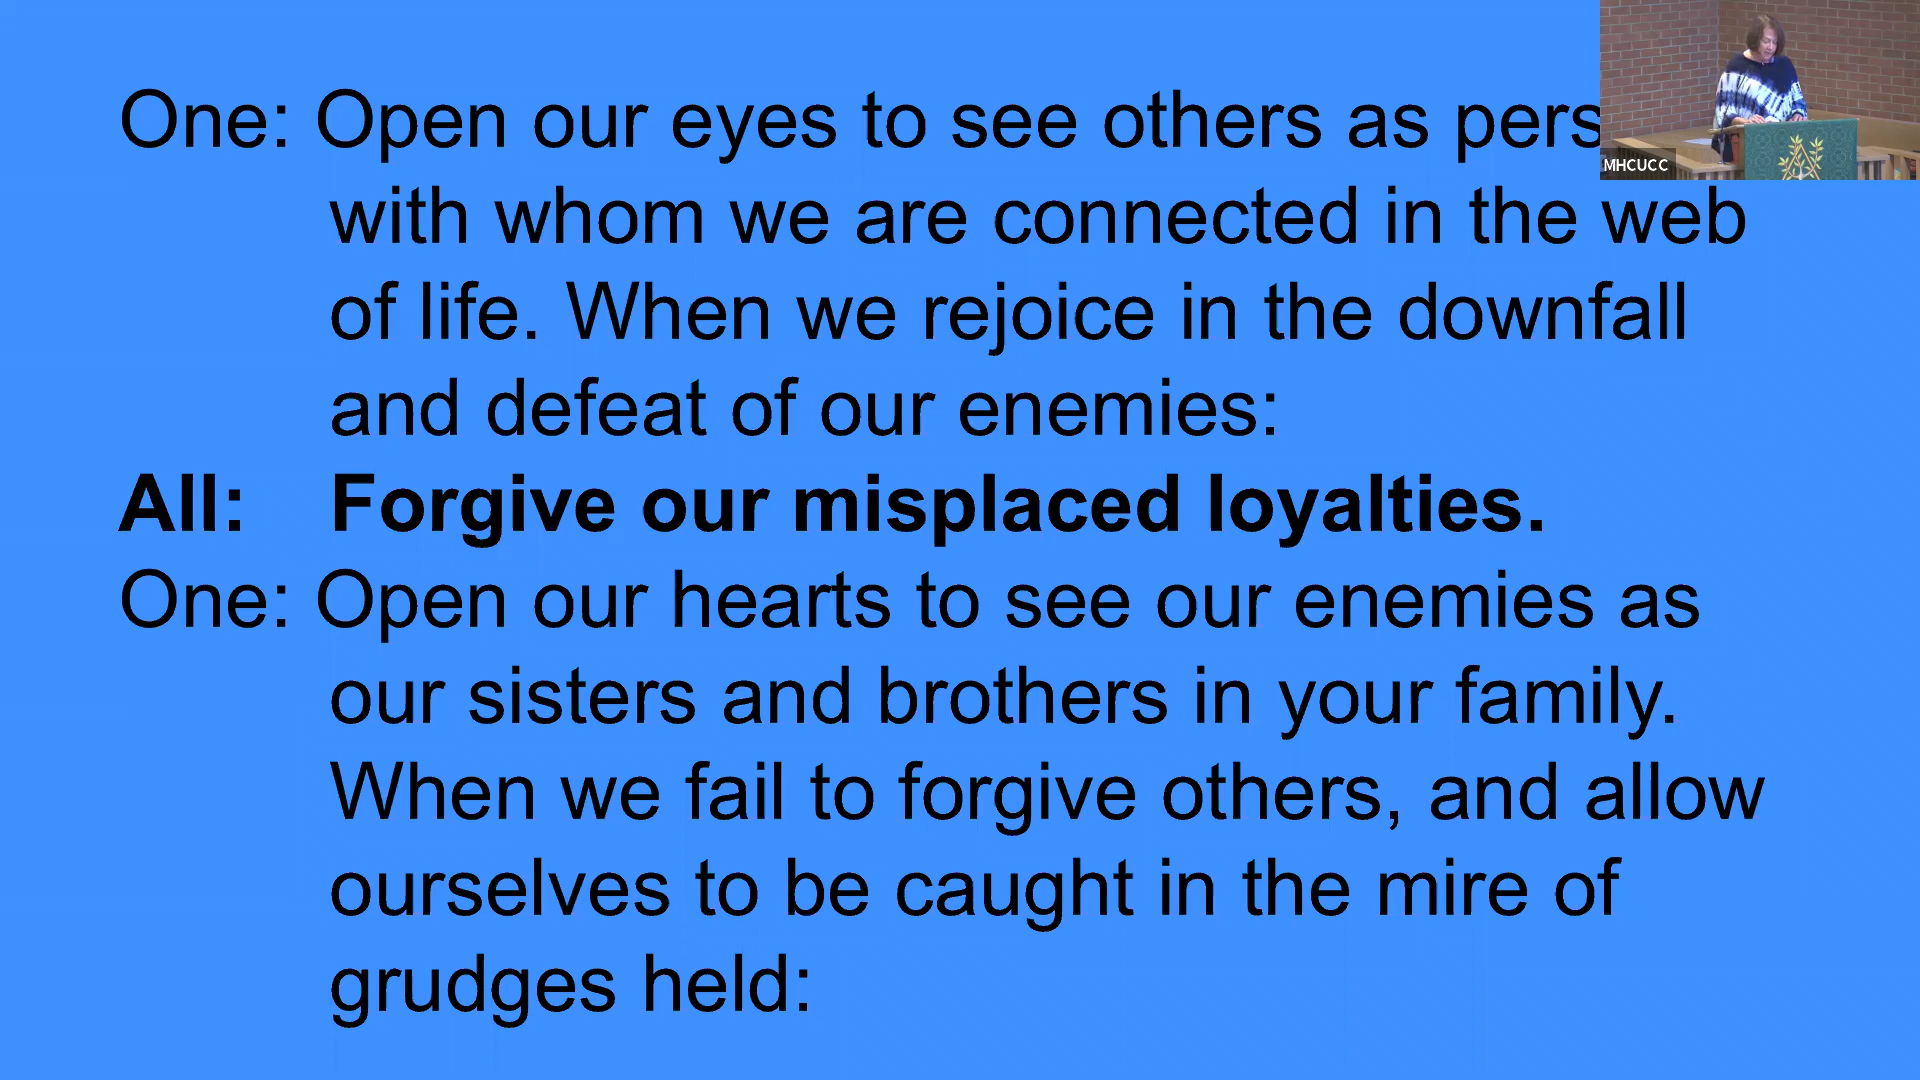 One: Open our eyes to see others as pers
with whom we are connected in the web
of life. When we rejoice in the downfall
and defeat of our enemies:
All: Forgive our misplaced loyalties.
One: Open our hearts to see our enemies as
our sisters and brothers in your family.
When we fail to forgive others, and allow
ourselves to be caught in the mire of
grudges held:
MHCUCC